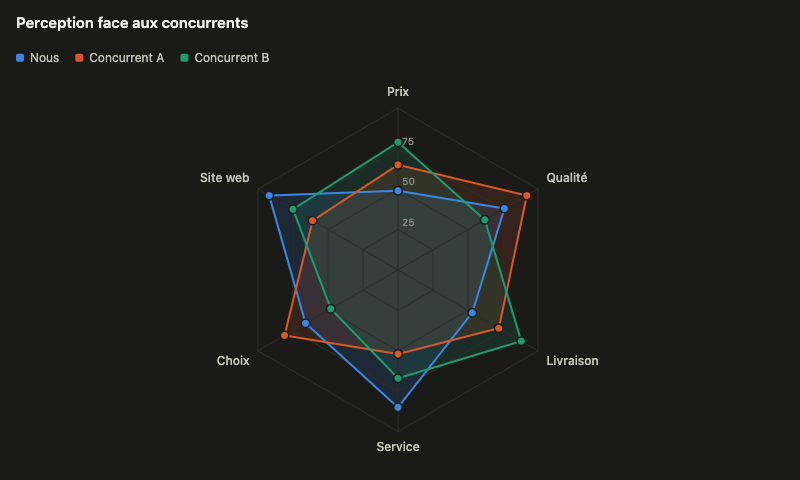 Perception face aux concurrents
Nous Concurrent A Concurrent B
Prix
75
Site web
50
Qualité
25
Choix
Livraison
Service